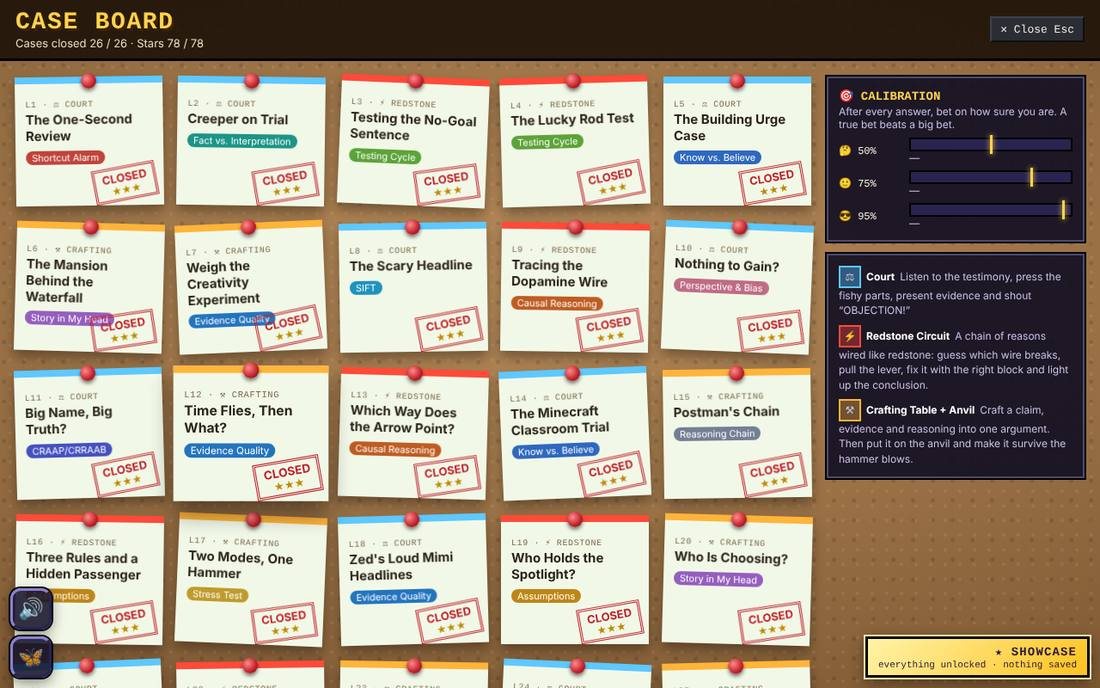 CASE BOARD
Cases closed 26 / 26 · Stars 78 / 78
× Close Esc
L1 · ⚖ COURT
The One-Second
Review
Shortcut Alarm
CLOSED
★★★
L2 · ⚖ COURT
Creeper on Trial
Fact vs. Interpretation
CLOSED
★★★
L3 · ⚡ REDSTONE
Testing the No-Goal
Sentence
Testing Cycle
CLOSED
★★★
L4 · ⚡ REDSTONE
The Lucky Rod Test
Testing Cycle
CLOSED
★★★
L5 · ⚖ COURT
The Building Urge
Case
Know vs. Believe
CLOSED
★★★
L6 · ⚒ CRAFTING
The Mansion
Behind the
Waterfall
Story in My Head
CLOSED
★★★
L7 · ⚒ CRAFTING
Weigh the
Creativity
Experiment
Evidence Quality
CLOSED
★★★
L8 · ⚖ COURT
The Scary Headline
SIFT
CLOSED
★★★
L9 · ⚡ REDSTONE
Tracing the
Dopamine Wire
Causal Reasoning
CLOSED
★★★
L10 · ⚖ COURT
Nothing to Gain?
Perspective & Bias
CLOSED
★★★
L11 · ⚖ COURT
Big Name, Big
Truth?
CRAAP/CRRAAB
CLOSED
★★★
L12 · ⚒ CRAFTING
Time Flies, Then
What?
Evidence Quality
CLOSED
★★★
L13 · ⚡ REDSTONE
Which Way Does
the Arrow Point?
Causal Reasoning
CLOSED
★★★
L14 · ⚖ COURT
The Minecraft
Classroom Trial
Know vs. Believe
CLOSED
★★★
L15 · ⚒ CRAFTING
Postman's Chain
Reasoning Chain
CLOSED
★★★
L16 · ⚡ REDSTONE
Three Rules and a
Hidden Passenger
CLOSED
★★★
L17 · ⚒ CRAFTING
Two Modes, One
Hammer
Stress Test
CLOSED
★★★
L18 · ⚖ COURT
Zed's Loud Mimi
Headlines
Evidence Quality
CLOSED
★★★
L19 · ⚡ REDSTONE
Who Holds the
Spotlight?
Assumptions
CLOSED
★★★
L20 · ⚒ CRAFTING
Who Is Choosing?
Story in My Head
CLOSED
★★★
🎯 CALIBRATION
After every answer, bet on how sure you are. A
true bet beats a big bet.
🤔 50%
—
🙂 75%
—
😎 95%
—
⚖ Court Listen to the testimony, press the
fishy parts, present evidence and shout
“OBJECTION!”
⚡ Redstone Circuit A chain of reasons
wired like redstone: guess which wire breaks,
pull the lever, fix it with the right block and light
up the conclusion.
⚒ Crafting Table + Anvil Craft a claim,
evidence and reasoning into one argument.
Then put it on the anvil and make it survive the
hammer blows.
★ SHOWCASE
everything unlocked · nothing saved